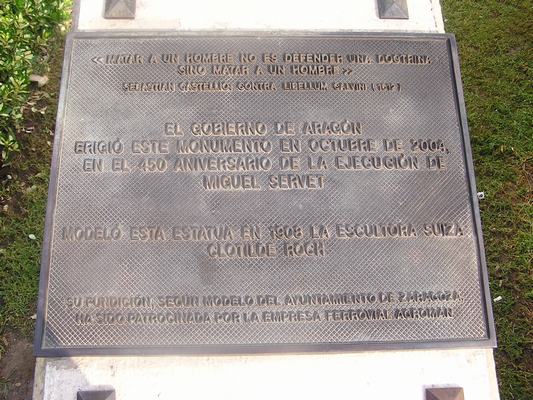 «MATAR A UN HOMBRE NO ES DEFENDER UNA DOCTRINA
SINO MATAR A UN HOMBRE»
SEBASTIAN CASTELLIO: CONTRA LIBELLUM CALVINI (1612)
EL GOBIERNO DE ARAGÓN
ERIGIÓ ESTE MONUMENTO EN OCTUBRE DE 2004,
EN EL 450 ANIVERSARIO DE LA EJECUCIÓN DE
MIGUEL SERVET
MODELÓ ESTA ESTATUA EN 1908 LA ESCULTORA SUIZA
CLOTILDE ROCH
SU FUNDICIÓN, SEGÚN MODELO DEL AYUNTAMIENTO DE ZARAGOZA,
HA SIDO PATROCINADA POR LA EMPRESA FERROVIAL AGROMAN